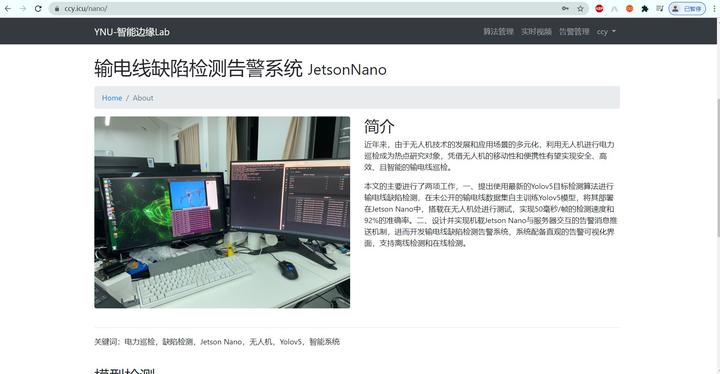 ccy.icu/nano/
已暂停
YNU-智能边缘Lab
算法管理 实时视频 告警管理 ccy
输电线缺陷检测告警系统 JetsonNano
Home / About
简介
近年来，由于无人机技术的发展和应用场景的多元化，利用无人机进行电力
巡检成为热点研究对象，凭借无人机的移动性和便携性有望实现安全、高
效、且智能的输电线巡检。
本文的主要进行了两项工作，一、提出使用最新的Yolov5目标检测算法进行
输电线缺陷检测，在未公开的输电线数据集自主训练Yolov5模型，将其部署
在Jetson Nano中，搭载在无人机处进行测试，实现50毫秒/帧的检测速度和
92%的准确率。二、设计并实现机载Jetson Nano与服务器交互的告警消息推
送机制，进而开发输电线缺陷检测告警系统，系统配备直观的告警可视化界
面，支持离线检测和在线检测。
关键词：电力巡检，缺陷检测，Jetson Nano，无人机，Yolov5，智能系统
模型检测